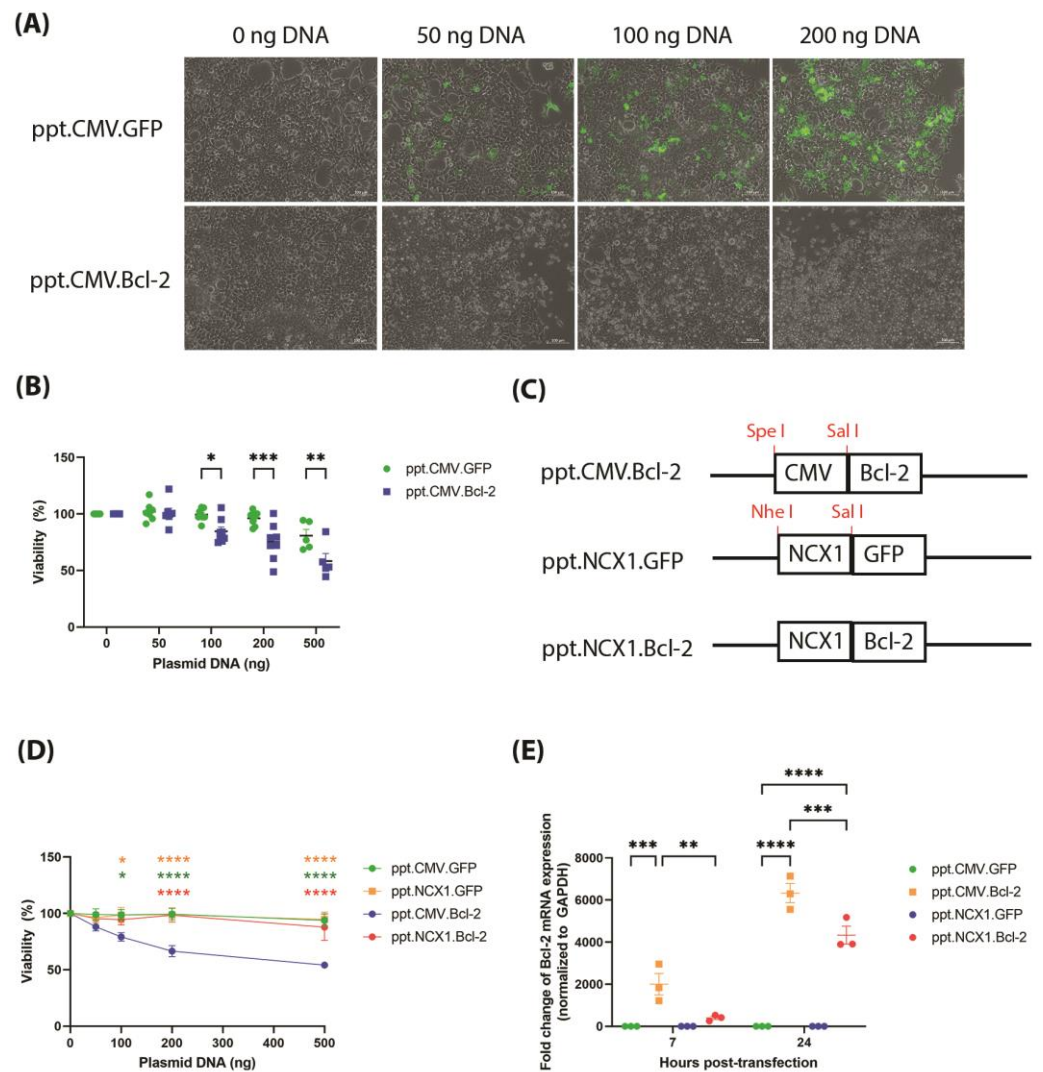 (A)
0 ng DNA 50 ng DNA 100 ng DNA 200 ng DNA
ppt.CMV.GFP
ppt.CMV.Bcl-2
(B)
150
100
50
0
Viability (%)
* *** **
ppt.CMV.GFP
ppt.CMV.Bcl-2
0 50 100 200 500
Plasmid DNA (ng)
(C)
Spe I Sal I
ppt.CMV.Bcl-2 CMV Bcl-2
Nhe I Sal I
ppt.NCX1.GFP NCX1 GFP
ppt.NCX1.Bcl-2 NCX1 Bcl-2
(D)
150
100
50
0
Viability (%)
* **** ****
* **** ****
**** ****
ppt.CMV.GFP
ppt.NCX1.GFP
ppt.CMV.Bcl-2
ppt.NCX1.Bcl-2
0 100 200 300 400 500
Plasmid DNA (ng)
(E)
****
***
*** ** ****
8000
6000
4000
2000
0
Fold change of Bcl-2 mRNA expression
(normalized to GAPDH)
ppt.CMV.GFP
ppt.CMV.Bcl-2
ppt.NCX1.GFP
ppt.NCX1.Bcl-2
7 24
Hours post-transfection